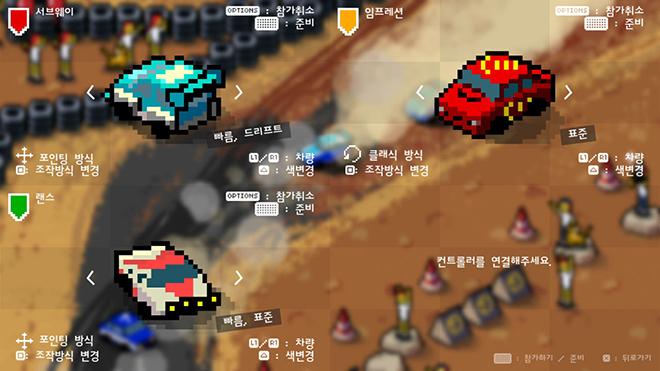 서브웨이
OPTIONS : 참가취소
: 준비
빠름, 드리프트
포인팅 방식
: 조작방식 변경
L1/R1 : 차량
: 색변경
임프레션
OPTIONS : 참가취소
: 준비
표준
클래식 방식
: 조작방식 변경
L1/R1 : 차량
: 색변경
랜스
OPTIONS : 참가취소
: 준비
빠름, 표준
포인팅 방식
: 조작방식 변경
L1/R1 : 차량
: 색변경
컨트롤러를 연결해주세요.
: 참가하기 / 준비
: 뒤로가기